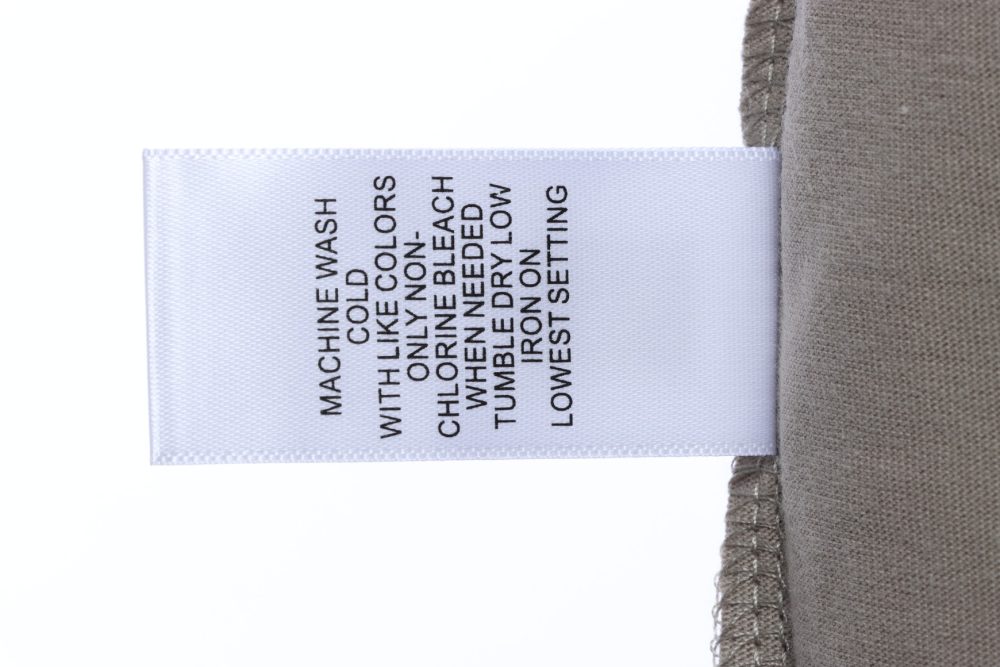 MACHINE WASH
COLD
WITH LIKE COLORS
ONLY NON-
CHLORINE BLEACH
WHEN NEEDED
TUMBLE DRY LOW
IRON ON
LOWEST SETTING